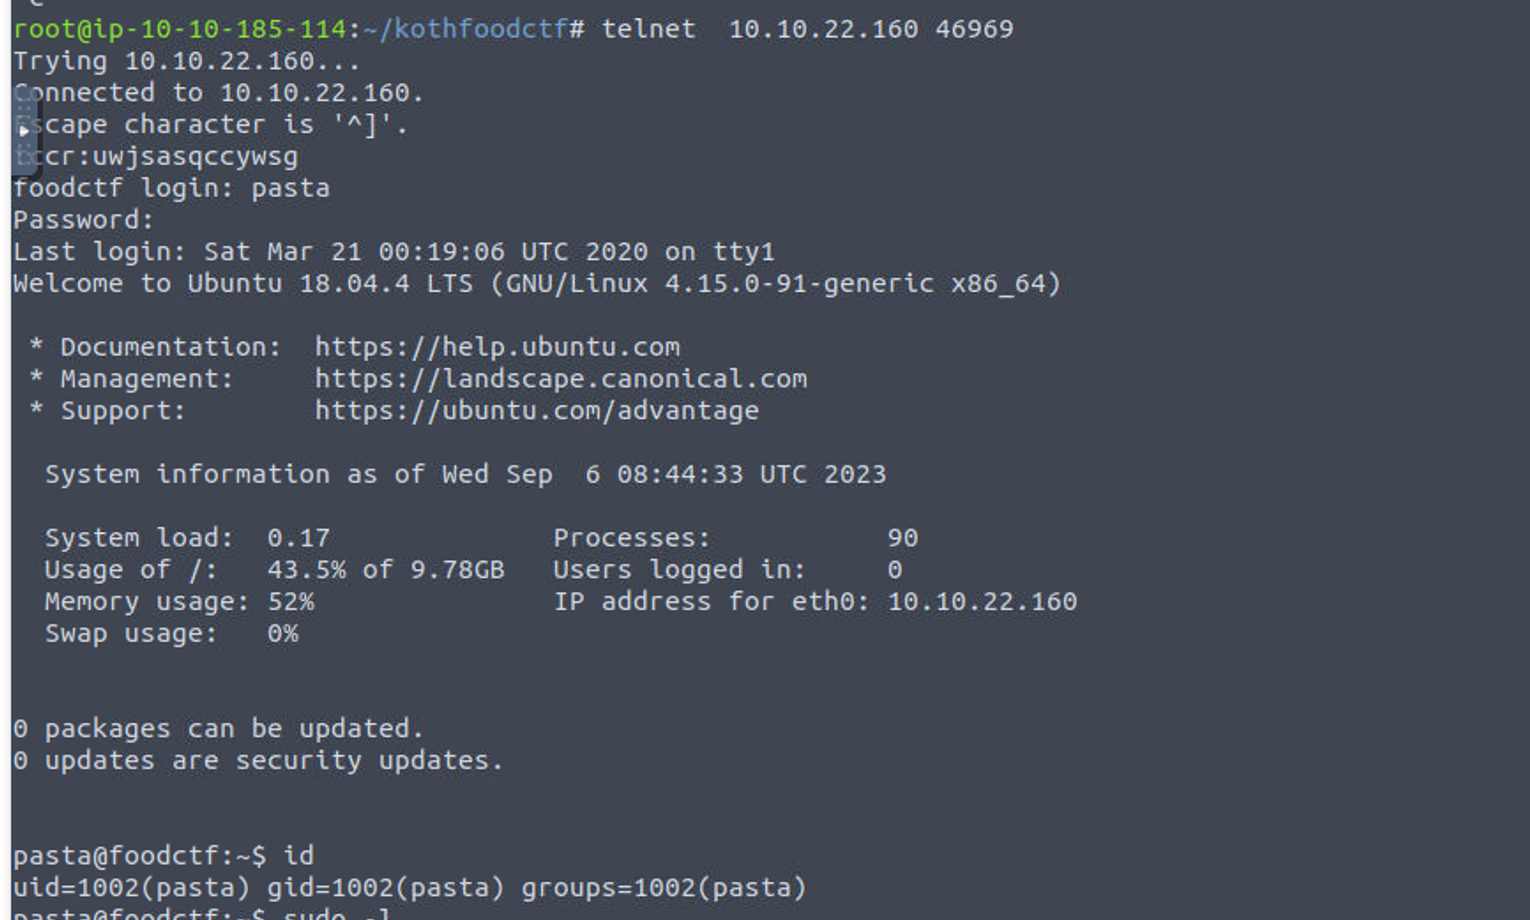 root@ip-10-10-185-114:~/kothfoodctf# telnet  10.10.22.160 46969
Trying 10.10.22.160...
Connected to 10.10.22.160.
Escape character is '^]'.
tccr:uwjsasqccywsg
foodctf login: pasta
Password:
Last login: Sat Mar 21 00:19:06 UTC 2020 on tty1
Welcome to Ubuntu 18.04.4 LTS (GNU/Linux 4.15.0-91-generic x86_64)
* Documentation:  https://help.ubuntu.com
* Management:     https://landscape.canonical.com
* Support:        https://ubuntu.com/advantage
System information as of Wed Sep  6 08:44:33 UTC 2023
System load:  0.17              Processes:           90
Usage of /:   43.5% of 9.78GB   Users logged in:     0
Memory usage: 52%               IP address for eth0: 10.10.22.160
Swap usage:   0%
0 packages can be updated.
0 updates are security updates.
pasta@foodctf:~$ id
uid=1002(pasta) gid=1002(pasta) groups=1002(pasta)
pasta@foodctf:~$ sudo -l